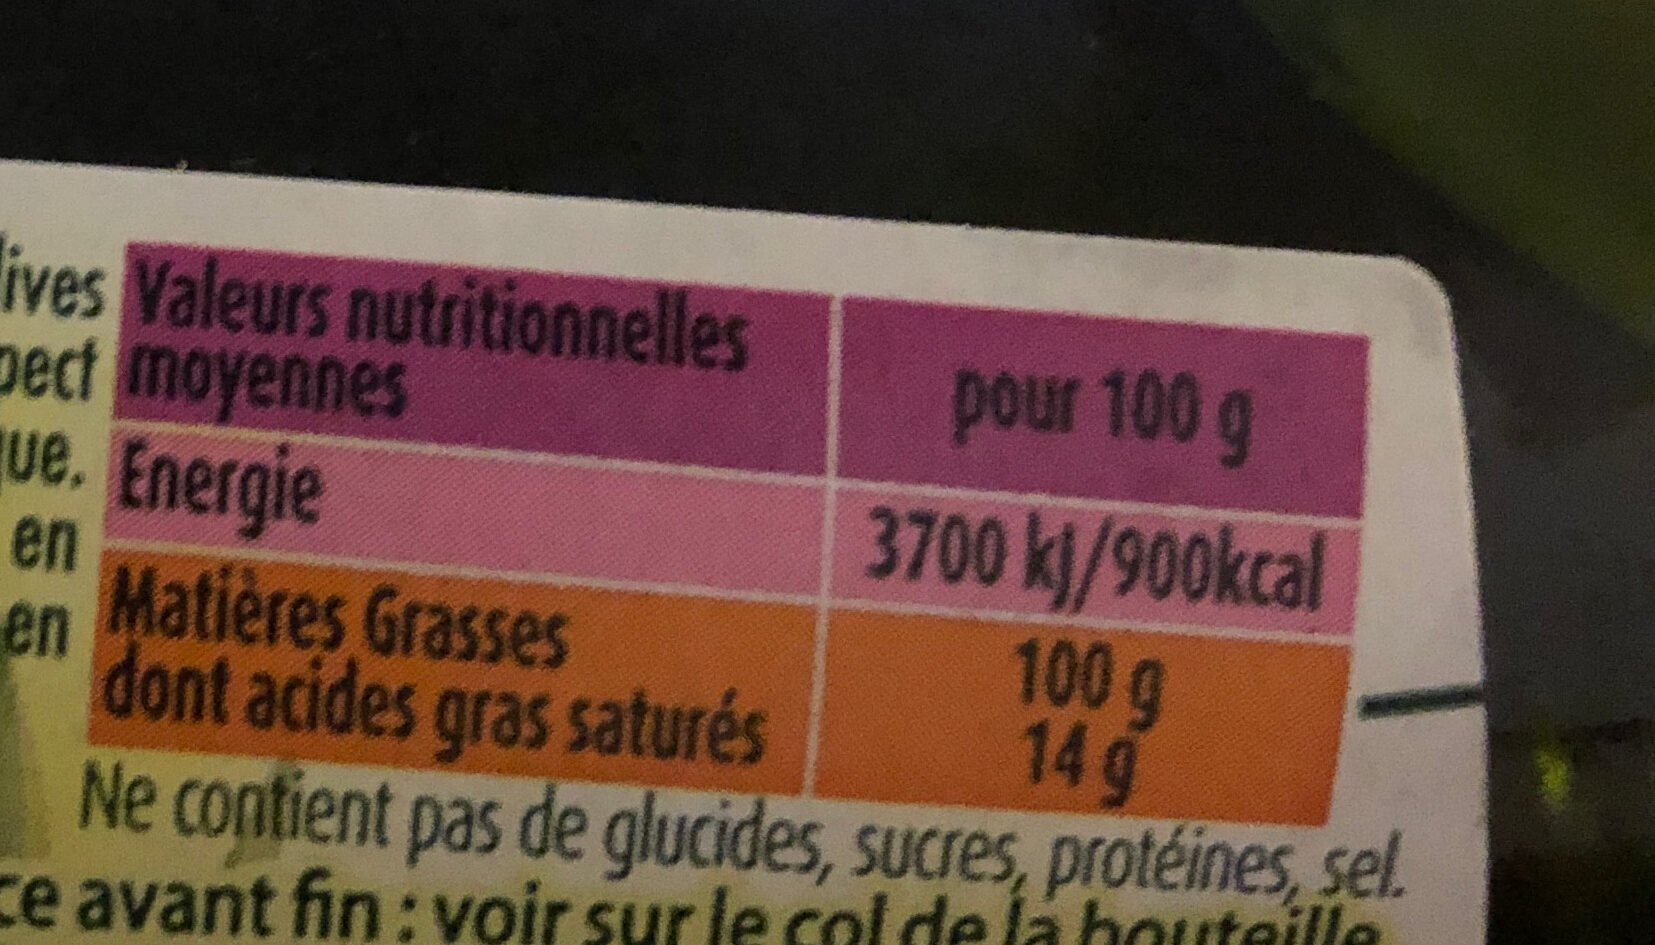 Valeurs nutritionnelles
moyennes
pour 100 g
Energie
3700 kJ/900kcal
Matières Grasses
100 g
dont acides gras saturés
14 g
Ne contient pas de glucides, sucres, protéines, sel.
lives
pect
que.
en
en
ce avant fin : voir sur le col de la bouteille